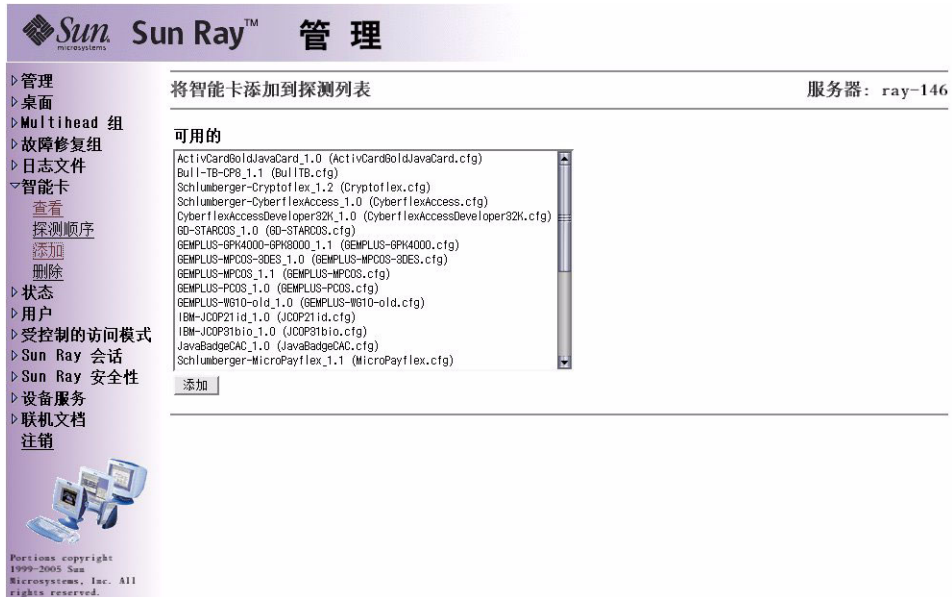 Sun microsystems Sun Ray™ 管 理
管理
桌面
Multihead 组
故障修复组
日志文件
智能卡
查看
探测顺序
添加
删除
状态
用户
受控制的访问模式
Sun Ray 会话
Sun Ray 安全性
设备服务
联机文档
注销
Portions copyright
1999-2005 Sun
Microsystems, Inc. All
rights reserved.
将智能卡添加到探测列表 服务器: ray-146
可用的
ActivCardGoldJavaCard_1.0 (ActivCardGoldJavaCard.cfg)
Bull-TB-CP8_1.1 (BullTB.cfg)
Schlumberger-Cryptoflex_1.2 (Cryptoflex.cfg)
Schlumberger-CyberflexAccess_1.0 (CyberflexAccess.cfg)
CyberflexAccessDeveloper32K_1.0 (CyberflexAccessDeveloper32K.cfg)
GD-STARCOS_1.0 (GD-STARCOS.cfg)
GEMPLUS-GPK4000-GPK8000_1.1 (GEMPLUS-GPK4000.cfg)
GEMPLUS-MPCOS-3DES_1.0 (GEMPLUS-MPCOS-3DES.cfg)
GEMPLUS-MPCOS_1.1 (GEMPLUS-MPCOS.cfg)
GEMPLUS-PCOS_1.0 (GEMPLUS-PCOS.cfg)
GEMPLUS-WG10-old_1.0 (GEMPLUS-WG10-old.cfg)
IBM-JCOP21id_1.0 (JCOP21id.cfg)
IBM-JCOP31bio_1.0 (JCOP31bio.cfg)
JavaBadgeCAC_1.0 (JavaBadgeCAC.cfg)
Schlumberger-MicroPayflex_1.1 (MicroPayflex.cfg)
添加